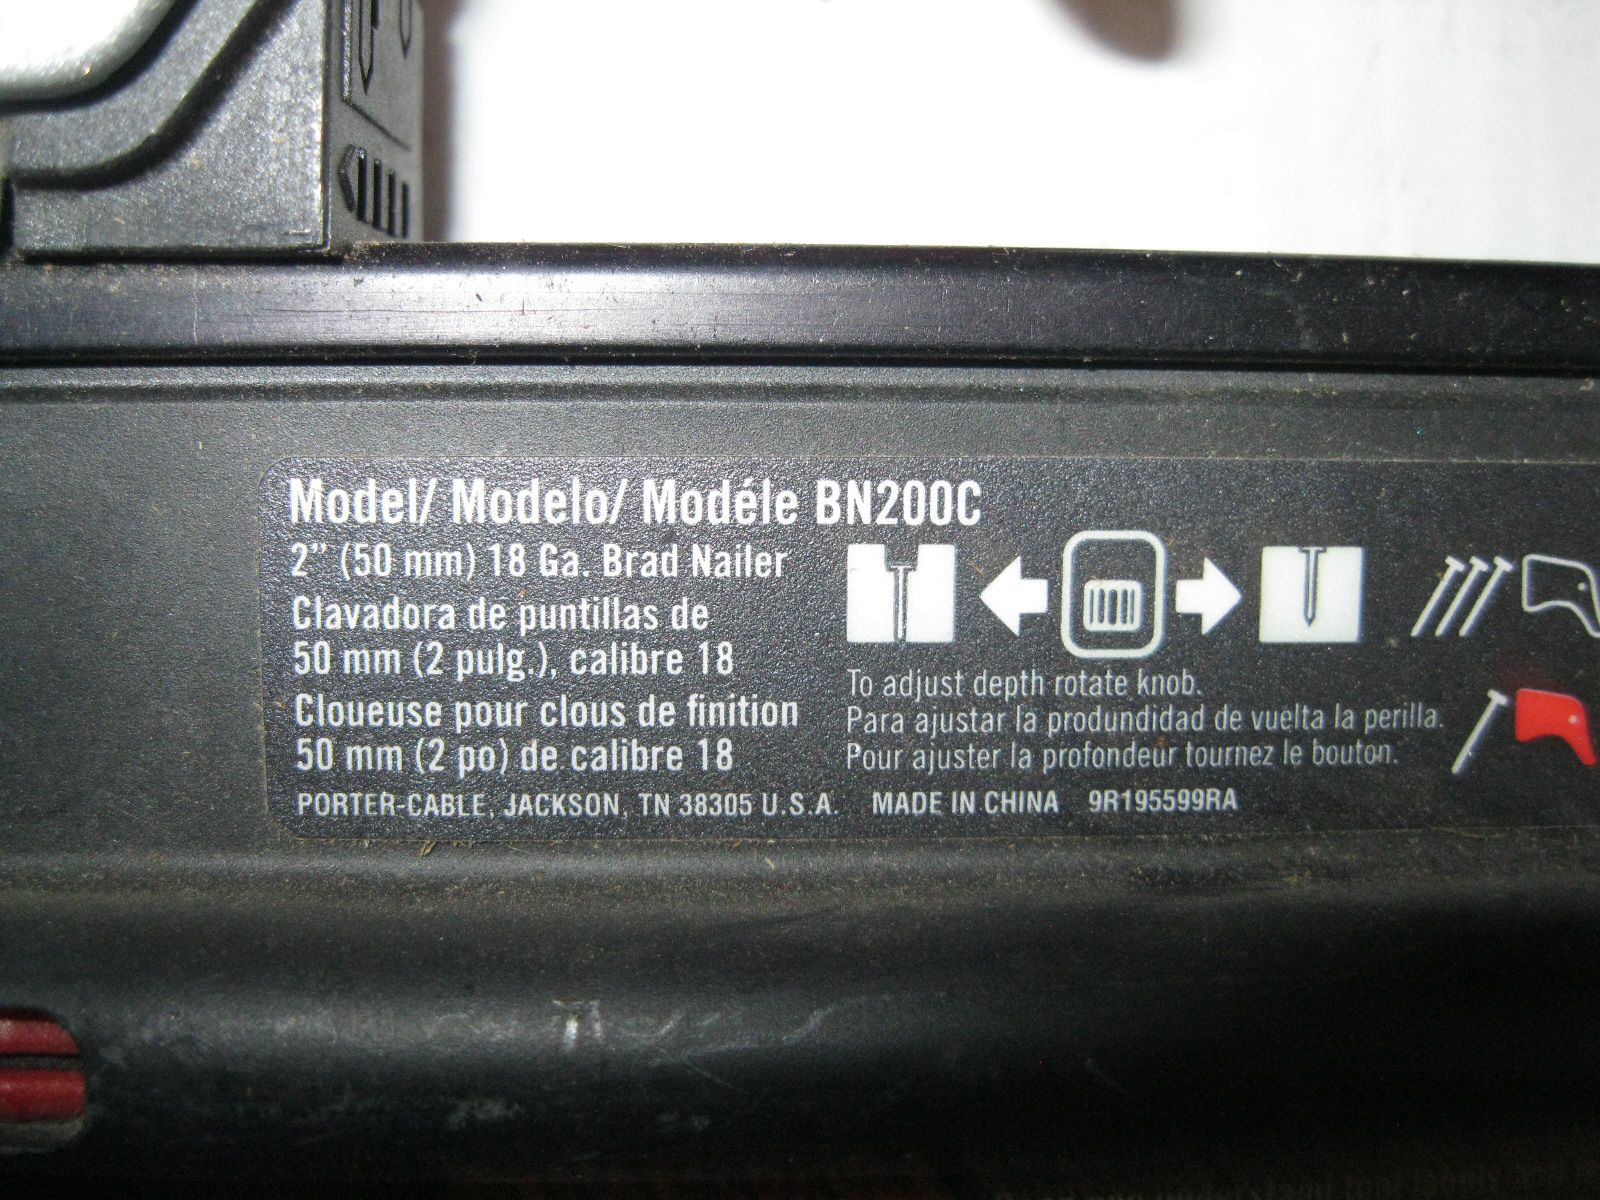 Model/ Modelo/ Modéle BN200C
2” (50 mm) 18 Ga. Brad Nailer
Clavadora de puntillas de
50 mm (2 pulg.), calibre 18
Cloueuse pour clous de finition
50 mm (2 po) de calibre 18
To adjust depth rotate knob.
Para ajustar la produndidad de vuelta la perilla.
Pour ajuster la profondeur tournez le bouton.
PORTER-CABLE, JACKSON, TN 38305 U.S.A. MADE IN CHINA 9R195599RA